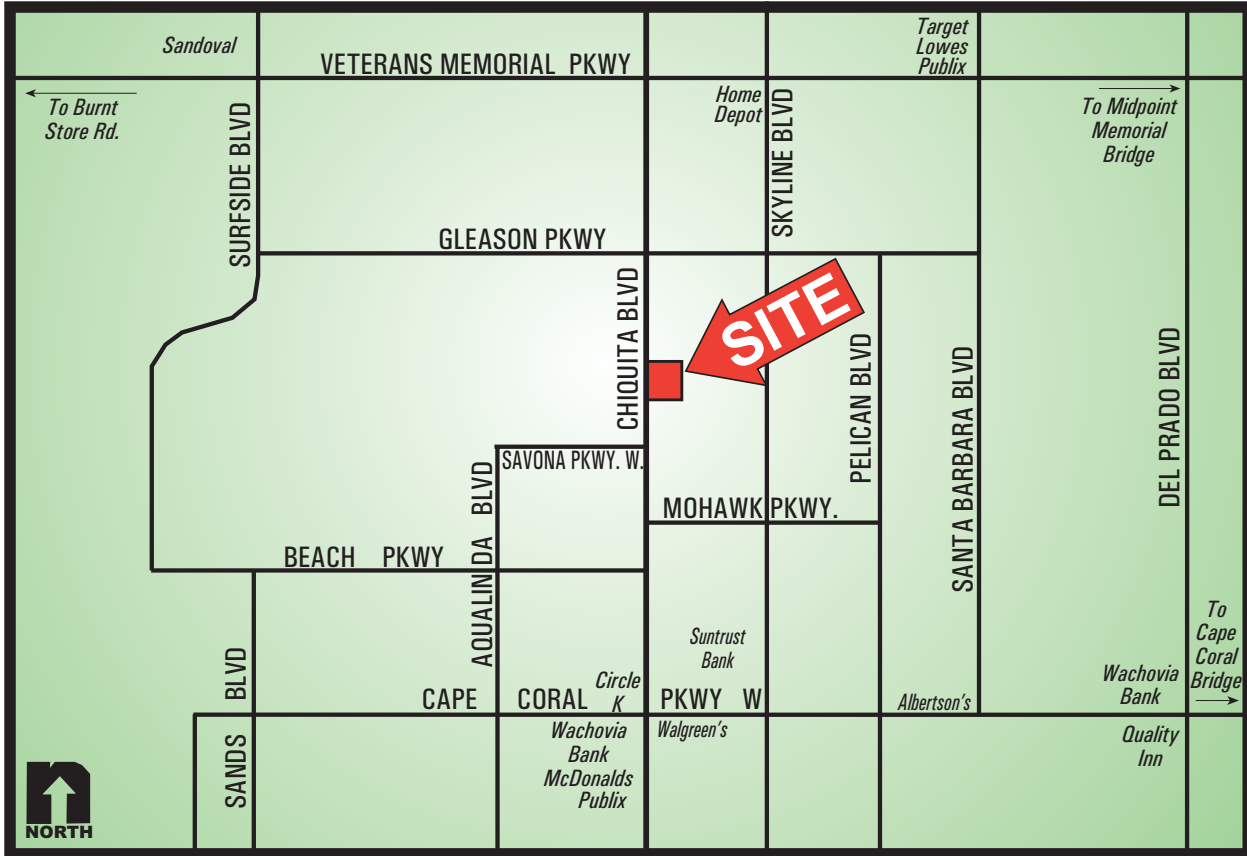 Sandoval
Target
Lowes
Publix
VETERANS MEMORIAL PKWY
To Burnt
Store Rd.
Home
Depot
To Midpoint
Memorial
Bridge
SURFSIDE BLVD
SKYLINE BLVD
GLEASON PKWY
CHIQUITA BLVD
SITE
PELICAN BLVD
SANTA BARBARA BLVD
DEL PRADO BLVD
SAVONA PKWY. W.
AQUALINDA BLVD
MOHAWK PKWY.
BEACH PKWY
Suntrust
Bank
To
Cape
Coral
Bridge
SANDS BLVD
Circle
K
CAPE CORAL PKWY W
Albertson's
Wachovia
Bank
Wachovia
Bank
McDonalds
Publix
Walgreen's
Quality
Inn
n
NORTH